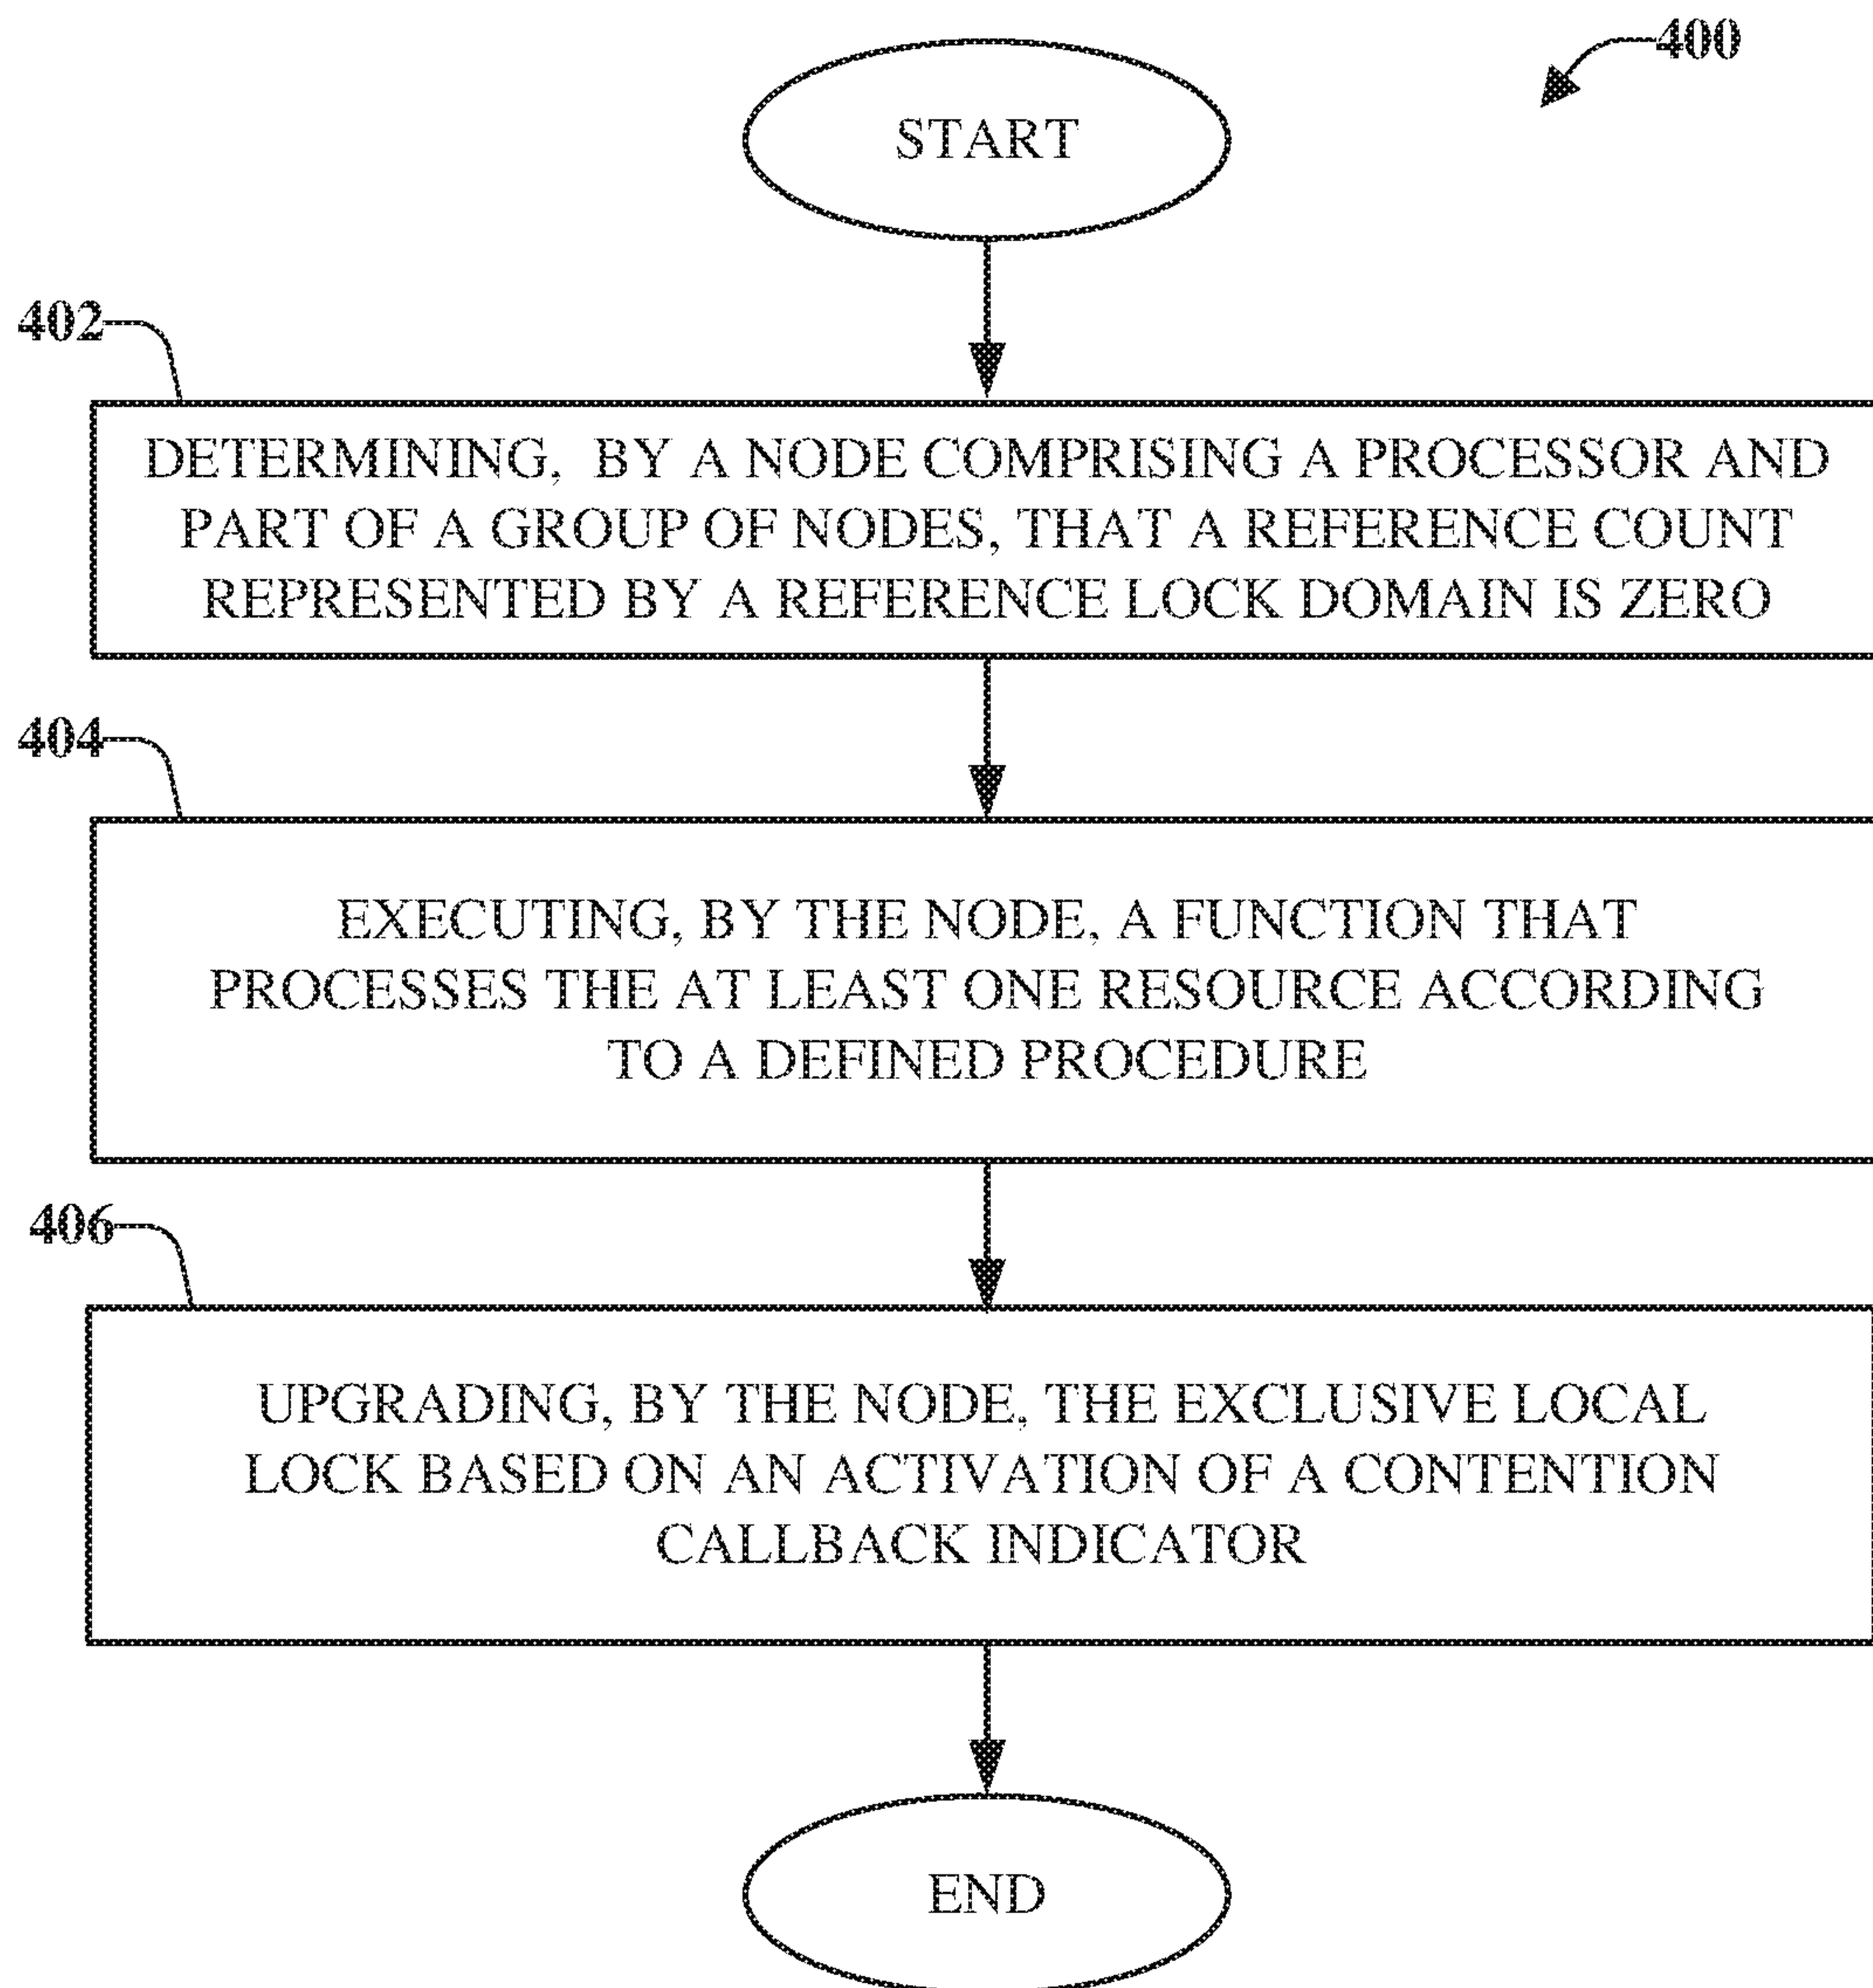 400
START
402
DETERMINING, BY A NODE COMPRISING A PROCESSOR AND
PART OF A GROUP OF NODES, THAT A REFERENCE COUNT
REPRESENTED BY A REFERENCE LOCK DOMAIN IS ZERO
404
EXECUTING, BY THE NODE, A FUNCTION THAT
PROCESSES THE AT LEAST ONE RESOURCE ACCORDING
TO A DEFINED PROCEDURE
406
UPGRADING, BY THE NODE, THE EXCLUSIVE LOCAL
LOCK BASED ON AN ACTIVATION OF A CONTENTION
CALLBACK INDICATOR
END